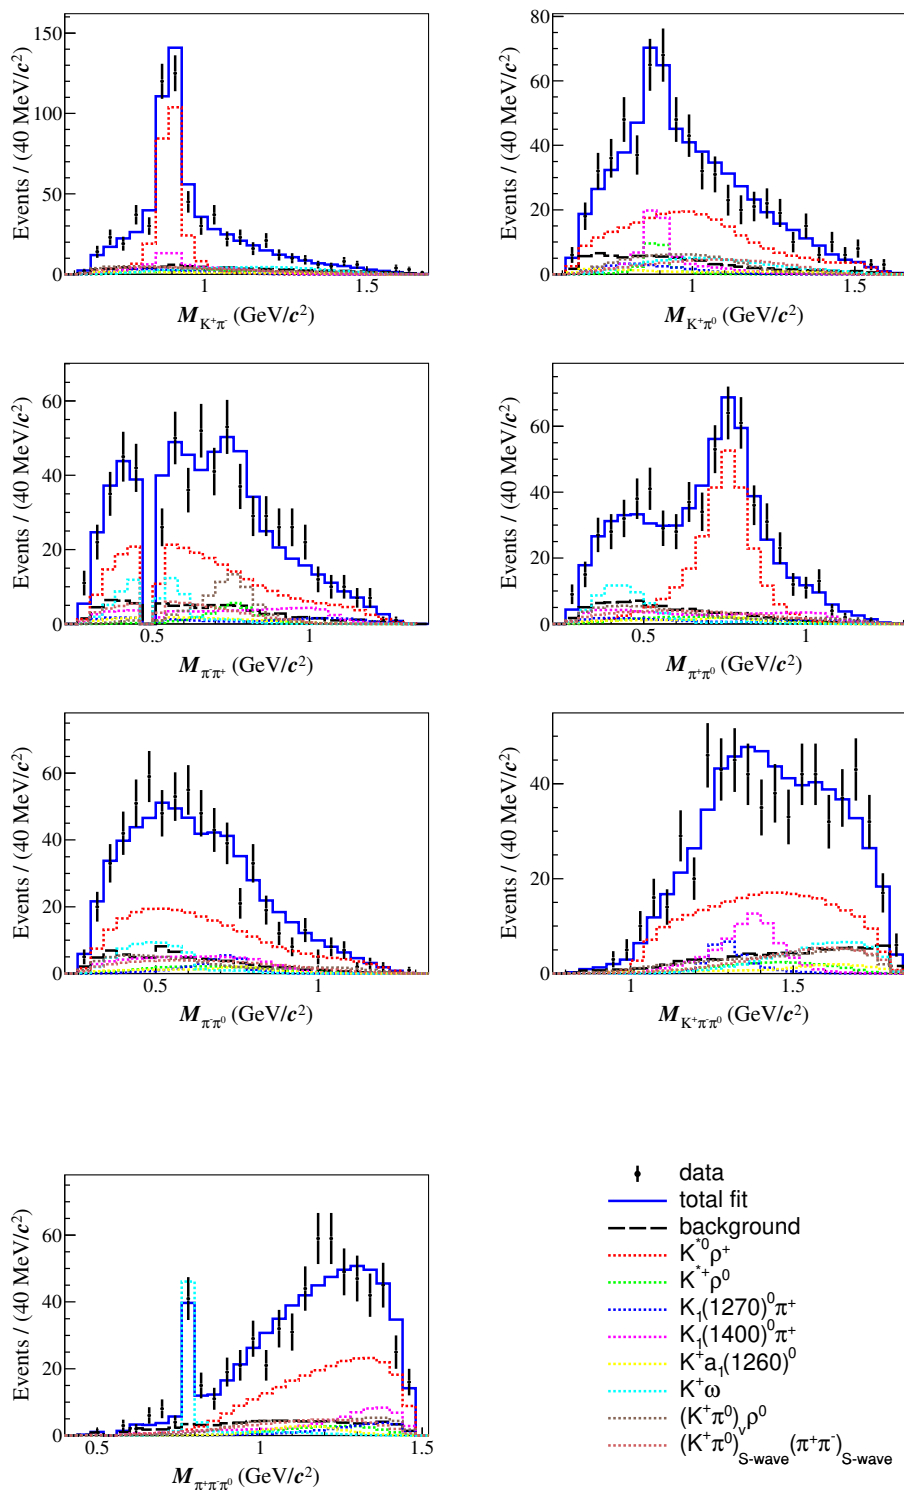 Events / (40 MeV/c²)
150
100
50
0
1
1.5
M_K⁺π⁻ (GeV/c²)
Events / (40 MeV/c²)
80
60
40
20
0
1
1.5
M_K⁺π⁰ (GeV/c²)
Events / (40 MeV/c²)
60
40
20
0
0.5
1
M_π⁻π⁺ (GeV/c²)
Events / (40 MeV/c²)
60
40
20
0
0.5
1
M_π⁺π⁰ (GeV/c²)
Events / (40 MeV/c²)
60
40
20
0
0.5
1
M_π⁻π⁰ (GeV/c²)
Events / (40 MeV/c²)
40
20
0
1
1.5
M_K⁺π⁻π⁰ (GeV/c²)
Events / (40 MeV/c²)
60
40
20
0
0.5
1
1.5
M_π⁺π⁻π⁰ (GeV/c²)
data
total fit
background
K*⁰ρ⁺
K*⁺ρ⁰
K₁(1270)⁰π⁺
K₁(1400)⁰π⁺
K⁺a₁(1260)⁰
K⁺ω
(K⁺π⁰)_V ρ⁰
(K⁺π⁰)_S-wave (π⁺π⁻)_S-wave